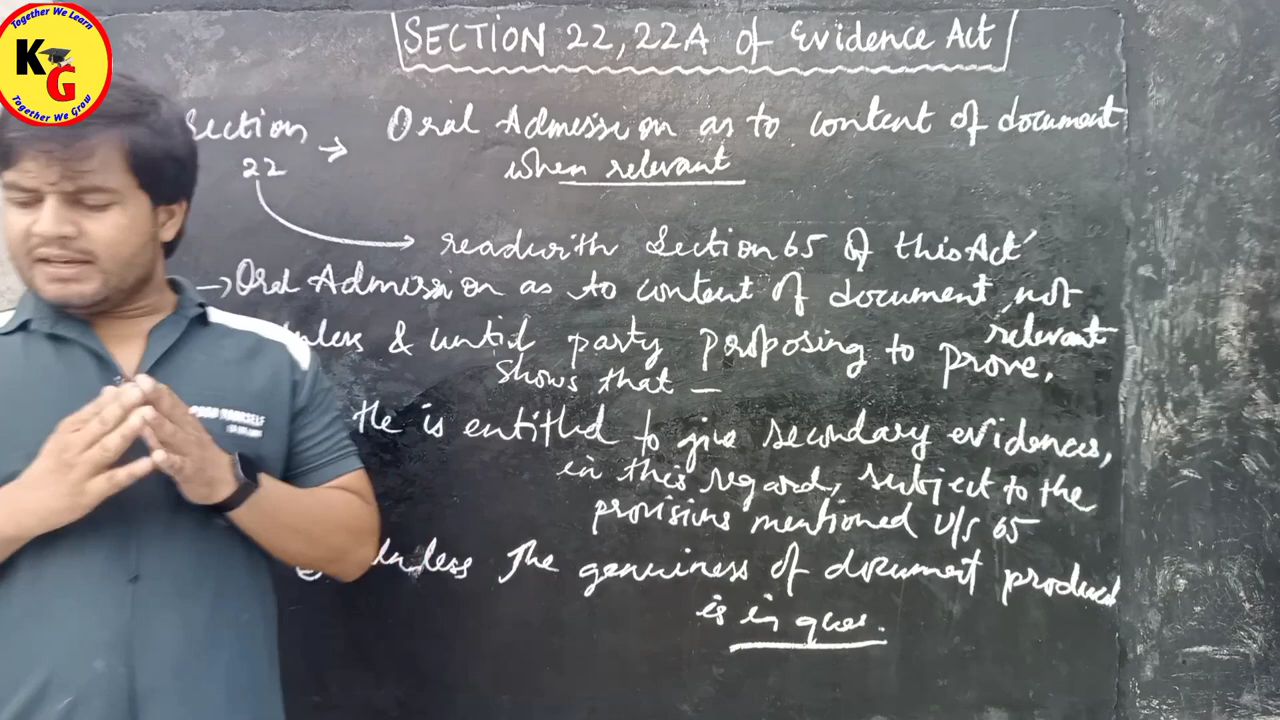 Together We Learn
KG
Together We Grow
SECTION 22, 22A of Evidence Act
Section 22 → Oral Admission as to content of document
when relevant
→ readwith Section 65 of this Act
→ Oral Admission as to content of document not
relevant
unless & until party proposing to prove,
shows that —
He is entitled to give secondary evidences,
in this regard, subject to the
provisions mentioned U/S 65
Unless The genuiness of document produced
is in ques.